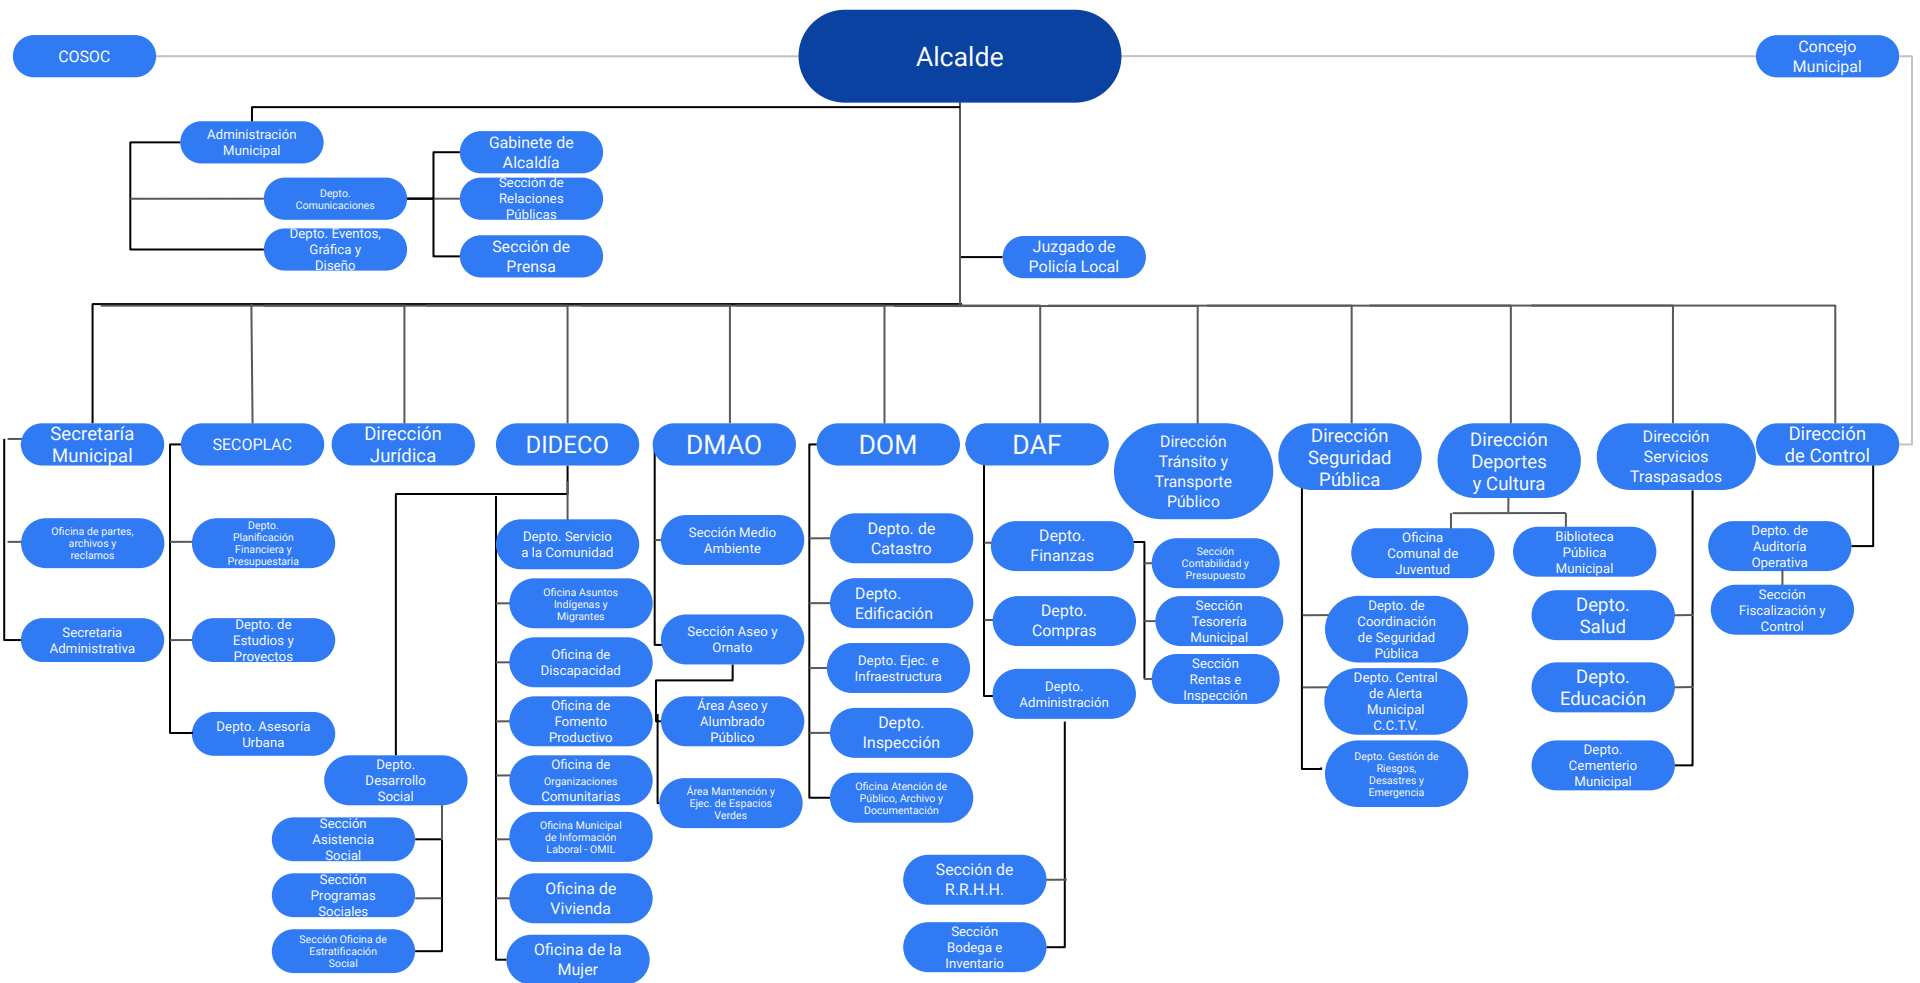 COSOC
Alcalde
Concejo
Municipal
Administración
Municipal
Gabinete de
Alcaldía
Depto.
Comunicaciones
Sección de
Relaciones
Públicas
Depto. Eventos,
Gráfica y
Diseño
Sección de
Prensa
Juzgado de
Policía Local
Secretaría
Municipal
SECOPLAC
Dirección
Jurídica
DIDECO
DMAO
DOM
DAF
Dirección
Tránsito y
Transporte
Público
Dirección
Seguridad
Pública
Dirección
Deportes
y Cultura
Dirección
Servicios
Traspasados
Dirección
de Control
Oficina de partes,
archivos y
reclamos
Secretaria
Administrativa
Depto.
Planificación
Financiera y
Presupuestaria
Depto. de
Estudios y
Proyectos
Depto. Asesoría
Urbana
Depto.
Desarrollo
Social
Sección
Asistencia
Social
Sección
Programas
Sociales
Sección Oficina de
Estratificación
Social
Depto. Servicio
a la Comunidad
Oficina Asuntos
Indígenas y
Migrantes
Oficina de
Discapacidad
Oficina de
Fomento
Productivo
Oficina de
Organizaciones
Comunitarias
Oficina Municipal
de Información
Laboral - OMIL
Oficina de
Vivienda
Oficina de la
Mujer
Sección Medio
Ambiente
Sección Aseo y
Ornato
Área Aseo y
Alumbrado
Público
Área Mantención y
Ejec. de Espacios
Verdes
Depto. de
Catastro
Depto.
Edificación
Depto. Ejec. e
Infraestructura
Depto.
Inspección
Oficina Atención de
Público, Archivo y
Documentación
Depto.
Finanzas
Depto.
Compras
Depto.
Administración
Sección de
R.R.H.H.
Sección
Bodega e
Inventario
Sección
Contabilidad y
Presupuesto
Sección
Tesorería
Municipal
Sección
Rentas e
Inspección
Depto. de
Coordinación
de Seguridad
Pública
Depto. Central
de Alerta
Municipal
C.C.T.V.
Depto. Gestión de
Riesgos,
Desastres y
Emergencia
Oficina
Comunal de
Juventud
Biblioteca
Pública
Municipal
Depto.
Salud
Depto.
Educación
Depto.
Cementerio
Municipal
Depto. de
Auditoría
Operativa
Sección
Fiscalización y
Control